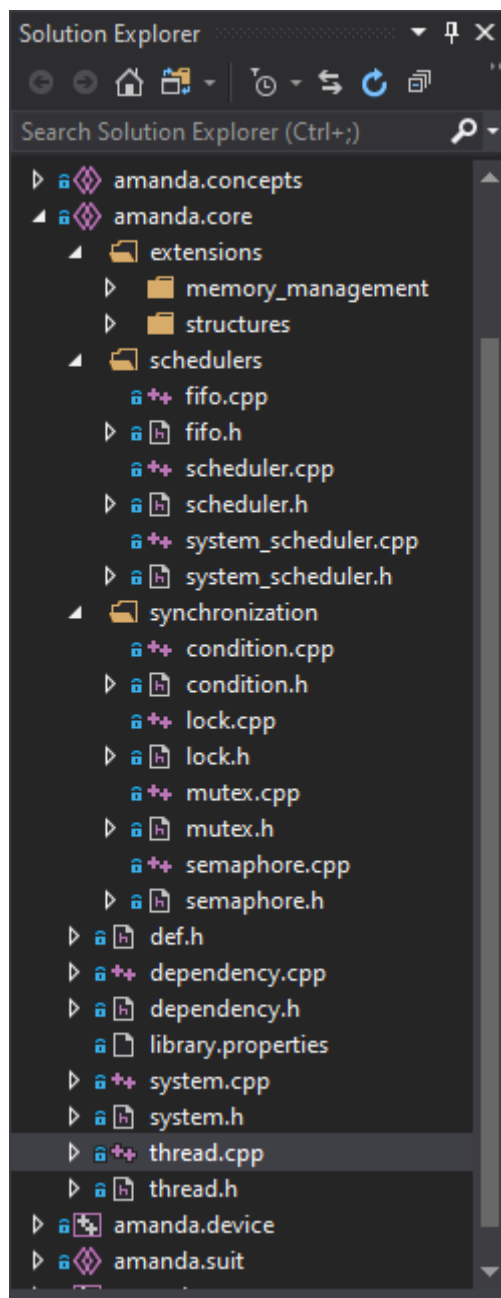 Solution Explorer
Search Solution Explorer (Ctrl+;)
amanda.concepts
amanda.core
extensions
memory_management
structures
schedulers
fifo.cpp
fifo.h
scheduler.cpp
scheduler.h
system_scheduler.cpp
system_scheduler.h
synchronization
condition.cpp
condition.h
lock.cpp
lock.h
mutex.cpp
mutex.h
semaphore.cpp
semaphore.h
def.h
dependency.cpp
dependency.h
library.properties
system.cpp
system.h
thread.cpp
thread.h
amanda.device
amanda.suit